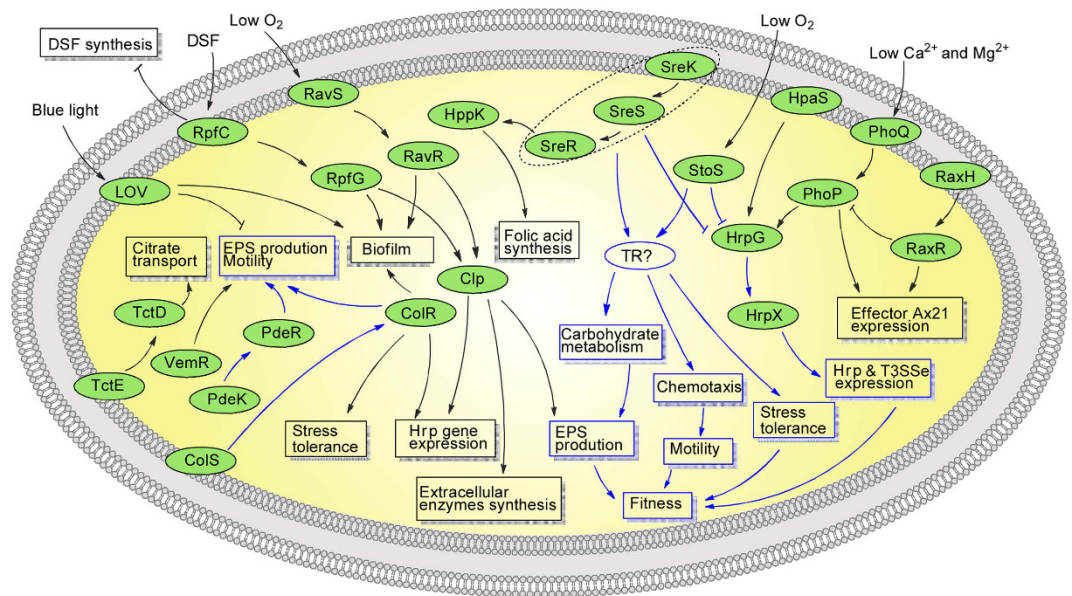 Low O2
Low O2
DSF synthesis
DSF
Low Ca2+ and Mg2+
SreK
RavS
HpaS
Blue light
HppK
SreS
RpfC
PhoQ
SreR
RavR
StoS
RaxH
LOV
RpfG
PhoP
Citrate
transport
EPS prodution
Motility
Biofilm
Folic acid
synthesis
HrpG
RaxR
TR?
Clp
TctD
ColR
HrpX
Effector Ax21
expression
PdeR
Carbohydrate
metabolism
VemR
TctE
PdeK
Chemotaxis
Hrp & T3SSe
expression
Stress
tolerance
Hrp gene
expression
EPS
prodution
Stress
tolerance
Motility
ColS
Extracellular
enzymes synthesis
Fitness